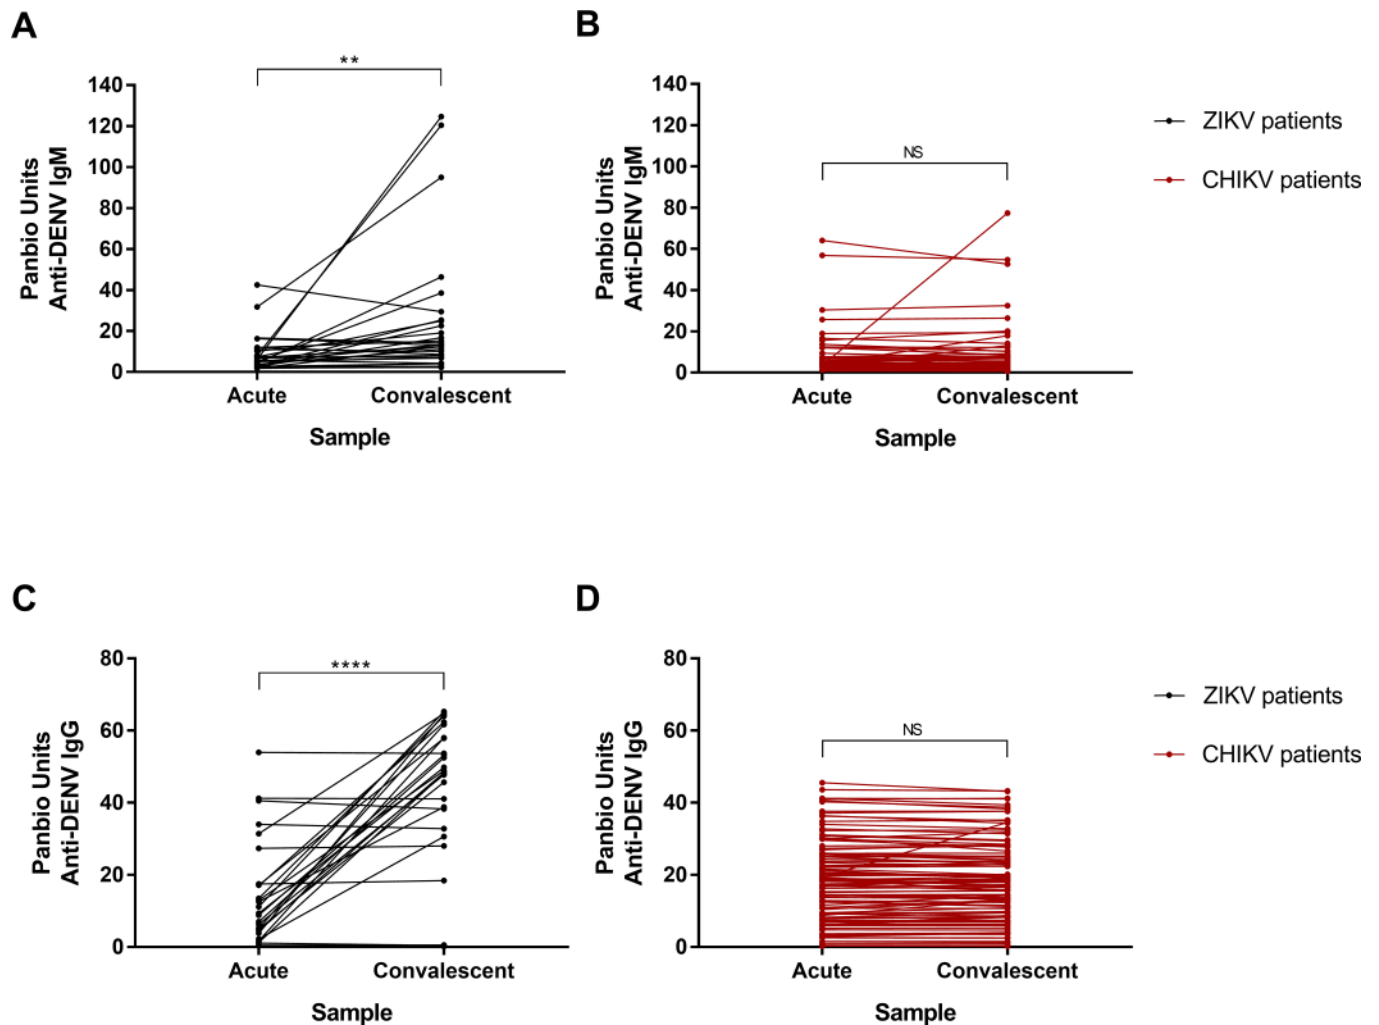 A
B
**
140
120
100
80
60
40
20
0
Panbio Units
Anti-DENV IgM
Acute
Convalescent
Sample
NS
140
120
100
80
60
40
20
0
Panbio Units
Anti-DENV IgM
Acute
Convalescent
Sample
ZIKV patients
CHIKV patients
C
D
****
80
60
40
20
0
Panbio Units
Anti-DENV IgG
Acute
Convalescent
Sample
NS
80
60
40
20
0
Panbio Units
Anti-DENV IgG
Acute
Convalescent
Sample
ZIKV patients
CHIKV patients